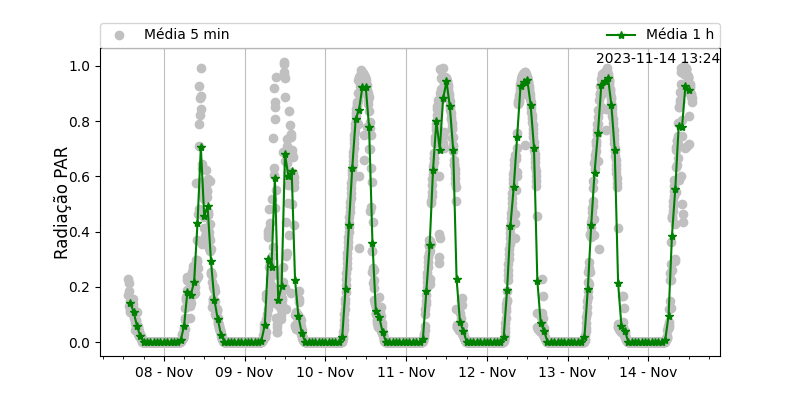 Média 5 min
Média 1 h
2023-11-14 13:24
Radiação PAR
1.0
0.8
0.6
0.4
0.2
0.0
08 - Nov
09 - Nov
10 - Nov
11 - Nov
12 - Nov
13 - Nov
14 - Nov